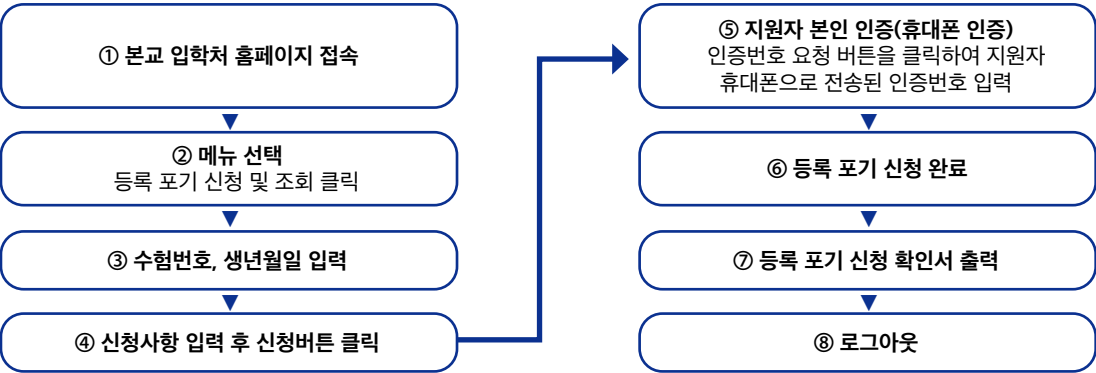 ① 본교 입학처 홈페이지 접속
② 메뉴 선택
등록 포기 신청 및 조회 클릭
③ 수험번호, 생년월일 입력
④ 신청사항 입력 후 신청버튼 클릭
⑤ 지원자 본인 인증(휴대폰 인증)
인증번호 요청 버튼을 클릭하여 지원자
휴대폰으로 전송된 인증번호 입력
⑥ 등록 포기 신청 완료
⑦ 등록 포기 신청 확인서 출력
⑧ 로그아웃